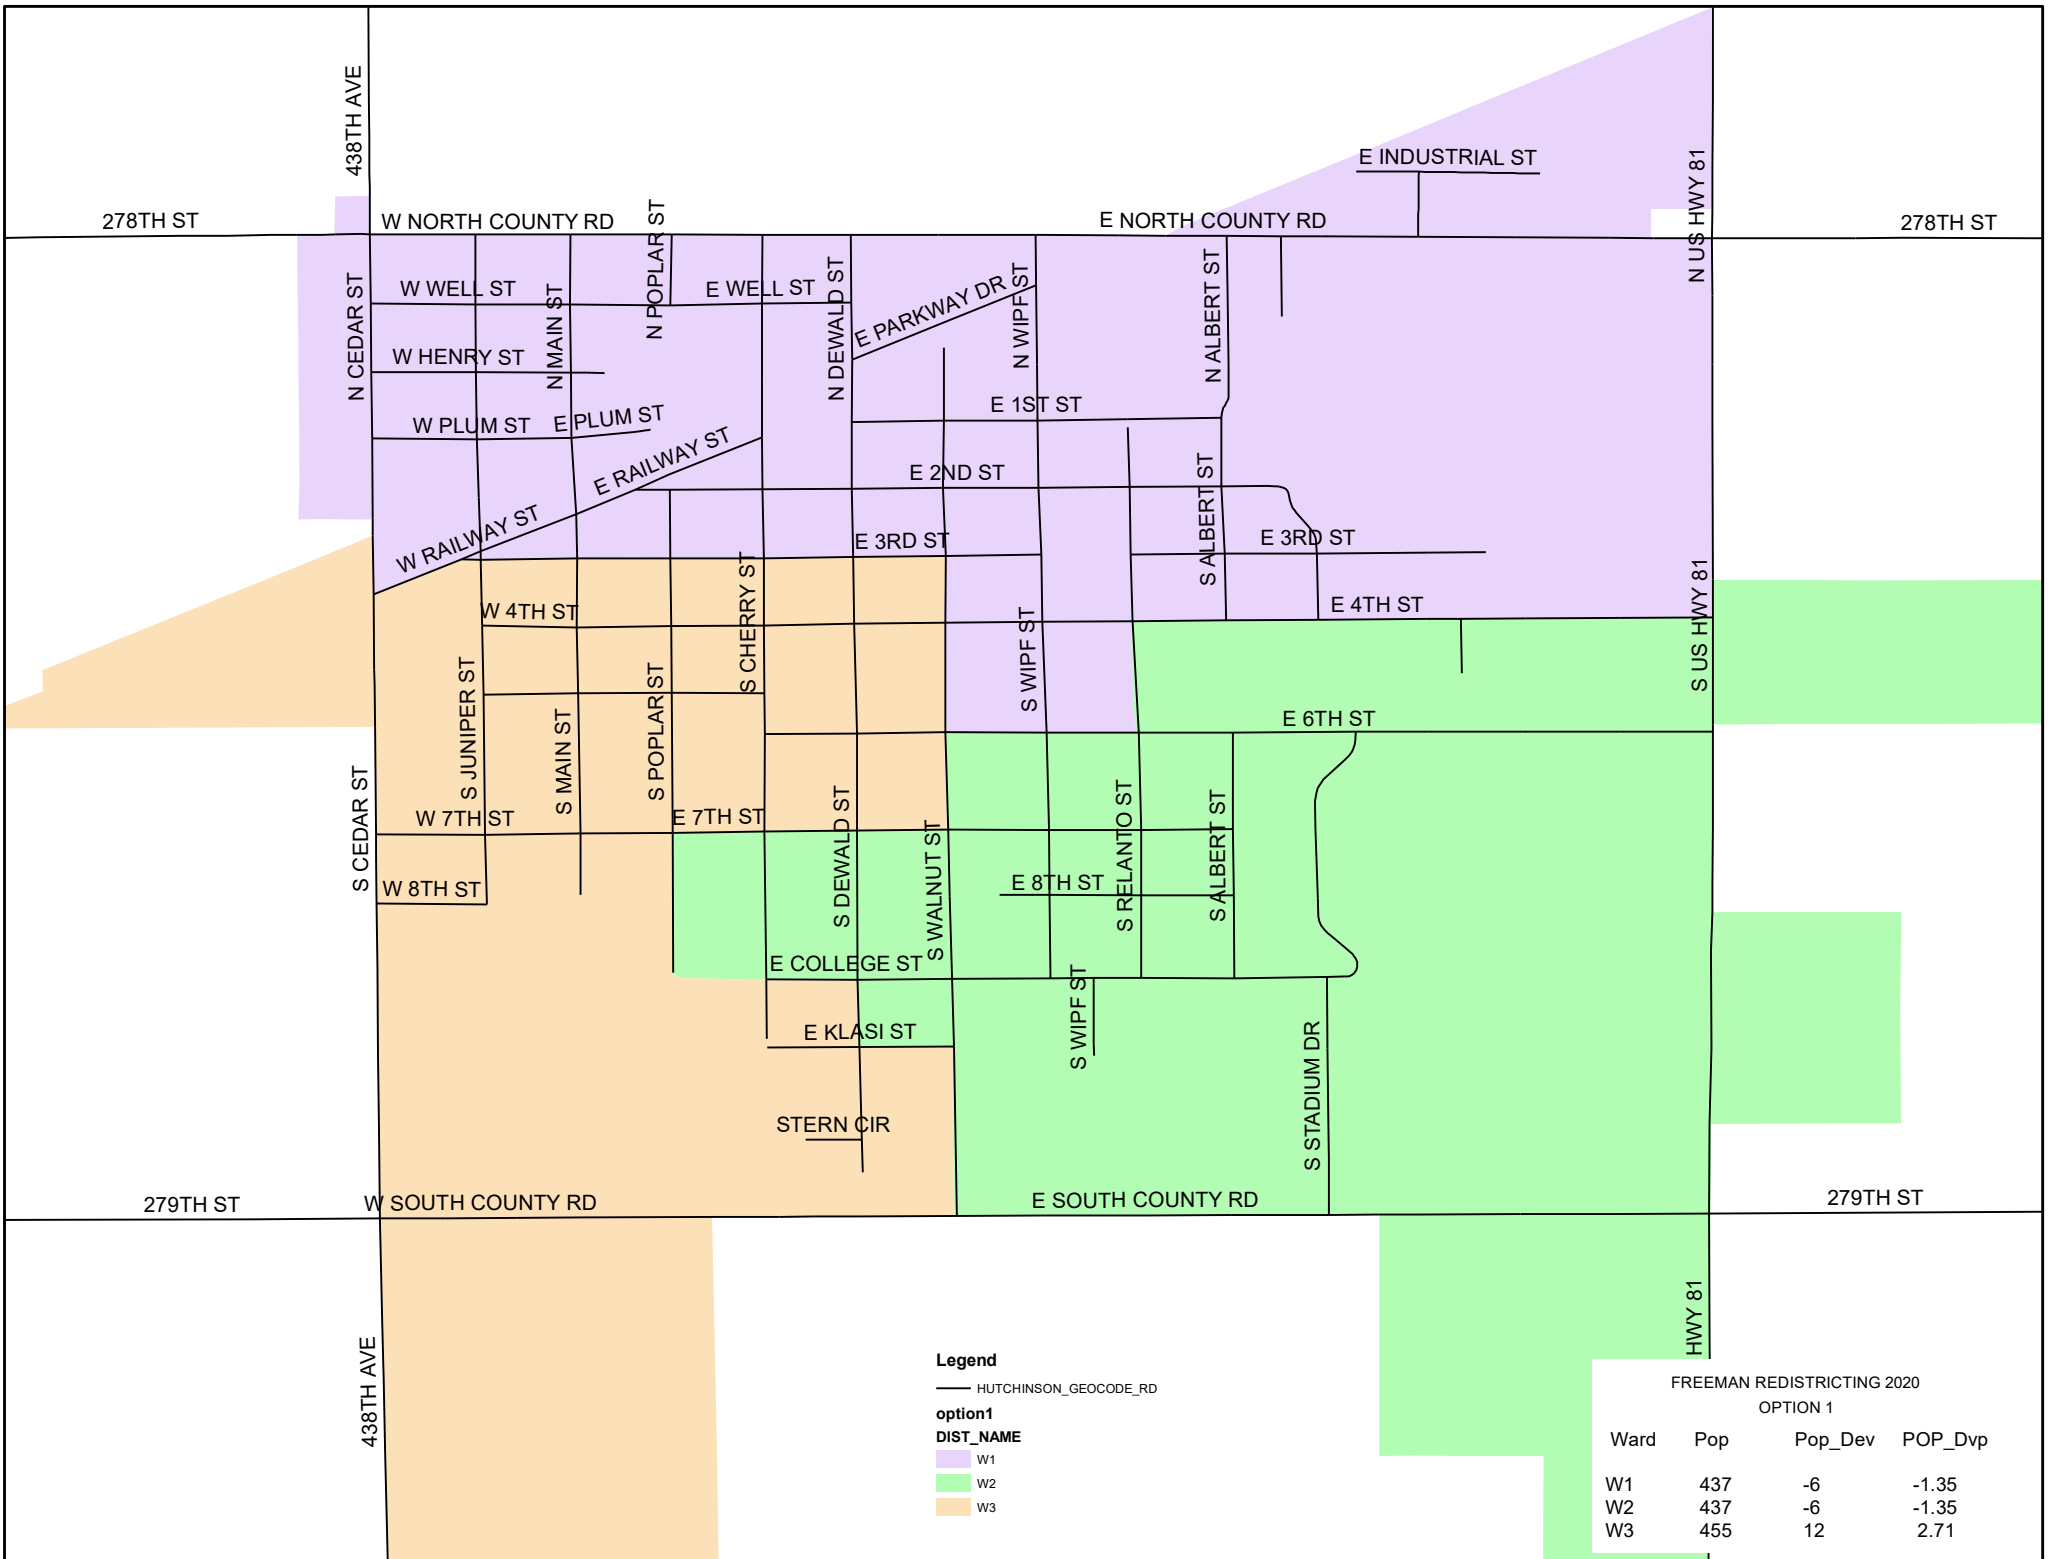 438TH AVE
E INDUSTRIAL ST
N US HWY 81
278TH ST
W NORTH COUNTY RD
N POPLAR ST
E NORTH COUNTY RD
278TH ST
N CEDAR ST
W WELL ST
N MAIN ST
E WELL ST
N DEWALD ST
E PARKWAY DR
N WIPF ST
N ALBERT ST
W HENRY ST
W PLUM ST
E PLUM ST
E 1ST ST
E RAILWAY ST
E 2ND ST
W RAILWAY ST
S ALBERT ST
E 3RD ST
E 3RD ST
S CHERRY ST
W 4TH ST
E 4TH ST
S US HWY 81
S WIPF ST
S JUNIPER ST
S MAIN ST
S POPLAR ST
E 6TH ST
S CEDAR ST
W 7TH ST
E 7TH ST
S DEWALD ST
S WALNUT ST
S RELANTO ST
S ALBERT ST
W 8TH ST
E 8TH ST
E COLLEGE ST
S WIPF ST
E KLASI ST
S STADIUM DR
STERN CIR
279TH ST
W SOUTH COUNTY RD
E SOUTH COUNTY RD
279TH ST
438TH AVE
HWY 81
Legend
HUTCHINSON_GEOCODE_RD
option1
DIST_NAME
W1
W2
W3
FREEMAN REDISTRICTING 2020
OPTION 1
Ward Pop Pop_Dev POP_Dvp
W1 437 -6 -1.35
W2 437 -6 -1.35
W3 455 12 2.71